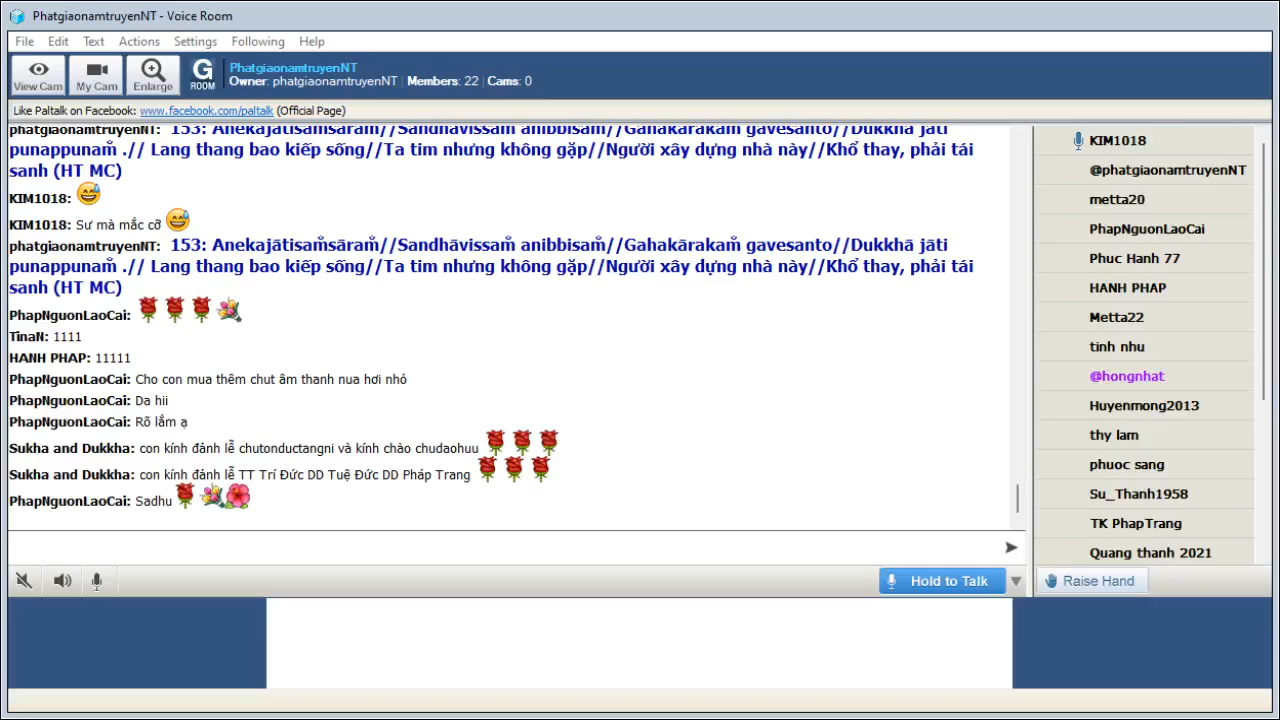 PhatgiaonamtruyenNT - Voice Room
File Edit Text Actions Settings Following Help
View Cam My Cam Enlarge G ROOM
PhatgiaonamtruyenNT
Owner: phatgiaonamtruyenNT | Members: 22 | Cams: 0
Like Paltalk on Facebook: www.facebook.com/paltalk (Official Page)
phatgiaonamtruyenNT: 153: Anekajātisaṁsāraṁ//Sandhāvissaṁ anibbisaṁ//Gahakārakaṁ gavesanto//Dukkhā jāti
punappunaṁ .// Lang thang bao kiếp sống//Ta tìm nhưng không gặp//Người xây dựng nhà này//Khổ thay, phải tái
sanh (HT MC)
KIM1018: 😅
KIM1018: Sư mà mắc cỡ 😅
phatgiaonamtruyenNT: 153: Anekajātisaṁsāraṁ//Sandhāvissaṁ anibbisaṁ//Gahakārakaṁ gavesanto//Dukkhā jāti
punappunaṁ .// Lang thang bao kiếp sống//Ta tìm nhưng không gặp//Người xây dựng nhà này//Khổ thay, phải tái
sanh (HT MC)
PhapNguonLaoCai:
TinaN: 1111
HANH PHAP: 11111
PhapNguonLaoCai: Cho con mua thêm chut âm thanh nua hơi nhỏ
PhapNguonLaoCai: Da hii
PhapNguonLaoCai: Rõ lắm ạ
Sukha and Dukkha: con kính đảnh lễ chutonductangni và kính chào chudaohuu
Sukha and Dukkha: con kính đảnh lễ TT Trí Đức DD Tuệ Đức DD Pháp Trang
PhapNguonLaoCai: Sadhu
Hold to Talk
KIM1018
@phatgiaonamtruyenNT
metta20
PhapNguonLaoCai
Phuc Hanh 77
HANH PHAP
Metta22
tinh nhu
@hongnhat
Huyenmong2013
thy lam
phuoc sang
Su_Thanh1958
TK PhapTrang
Quang thanh 2021
Raise Hand